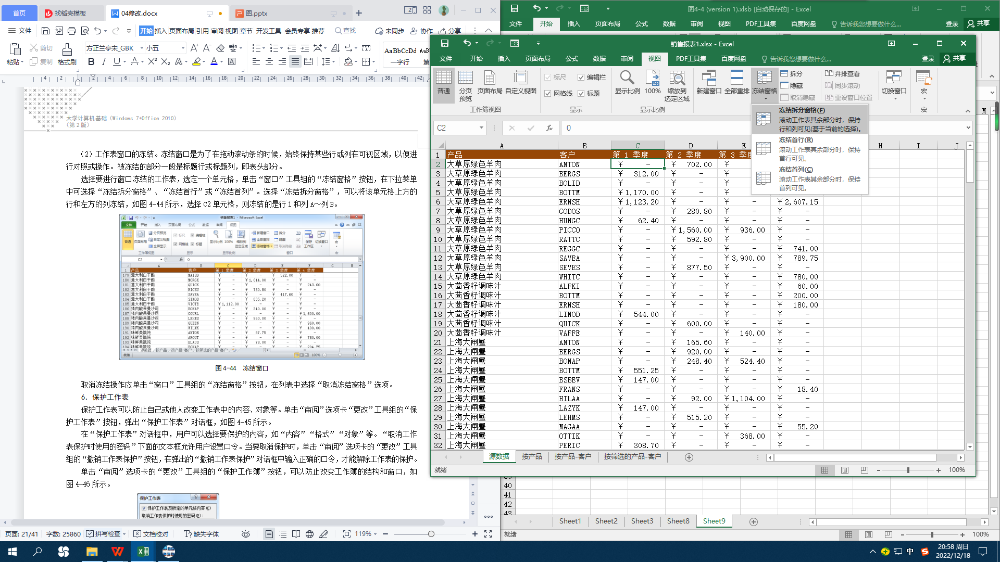 首页
找稻壳模板
04修改.docx
图.pptx
文件
开始 插入 页面布局 引用 审阅 视图 章节 开发工具 会员专享 推荐
查找
未同步
协作
分享
粘贴
剪切
复制
格式刷
方正兰亭宋_GBK
小五
AaBbCcDd
一字行
大学计算机基础（Windows 7+Office 2010）
（第 2 版）
（2）工作表窗口的冻结。冻结窗口是为了在拖动滚动条的时候，始终保持某些行或列在可视区域，以便进
行对照或操作。被冻结的部分一般是标题行或标题列，即表头部分。
选择要进行窗口冻结的工作表，选定一个单元格，单击“窗口”工具组的“冻结窗格”按钮，在下拉菜单
中可选择“冻结拆分窗格”、“冻结首行”或“冻结首列”。选择“冻结拆分窗格”，可以将该单元格上方的
行和左方的列冻结，如图 4-44 所示，选择 C2 单元格，则冻结的是行 1 和列 A～列 B。
销售报表1 - Microsoft Excel
图 4-44　冻结窗口
取消冻结操作应单击“窗口”工具组的“冻结窗格”按钮，在列表中选择“取消冻结窗格”选项。
6．保护工作表
保护工作表可以防止自己或他人改变工作表中的内容、对象等。单击“审阅”选项卡“更改”工具组的“保
护工作表”按钮，弹出“保护工作表”对话框，如图 4-45 所示。
在“保护工作表”对话框中，用户可以选择要保护的内容，如“内容”“格式”“对象”等。“取消工作
表保护时使用的密码”下面的文本框允许用户设置口令。当要取消保护时，单击“审阅”选项卡的“更改”工具
组的“撤销工作表保护”按钮，在弹出的“撤销工作表保护”对话框中输入正确的口令，才能解除工作表的保护。
单击“审阅”选项卡的“更改”工具组的“保护工作簿”按钮，可以防止改变工作簿的结构和窗口，如
图 4-46 所示。
保护工作表
保护工作表及锁定的单元格内容(C)
取消工作表保护时使用的密码(P):
页面: 21/41
字数: 25860
拼写检查
文档校对
缺失字体
119%
图4-4 (version 1).xlsb [自动保存的] - Excel
文件 开始 插入 页面布局 公式 数据 审阅 视图 PDF工具集 百度网盘 告诉我您想要做什么...
登录 共享
销售报表1.xlsx - Excel
文件 开始 插入 页面布局 公式 数据 审阅 视图 PDF工具集 百度网盘 告诉我您想要做什么...
登录 共享
普通
分页预览
页面布局
自定义视图
工作簿视图
标尺
编辑栏
网格线
标题
显示
显示比例
100%
缩放到选定区域
显示比例
新建窗口
全部重排
冻结窗格
拆分
隐藏
取消隐藏
并排查看
同步滚动
重设窗口位置
切换窗口
宏
宏
冻结拆分窗格(F)
滚动工作表其余部分时，保持
行和列可见(基于当前的选择)。
冻结首行(R)
滚动工作表其余部分时，保持
首行可见。
冻结首列(C)
滚动工作表其余部分时，保持
首列可见。
C2
0
A B C D E H I J M
1 产品 客户 第 1 季度 第 2 季度 第 3 季度
2 大草原绿色羊肉 ANTON ¥ - ¥ 702.00 ¥
3 大草原绿色羊肉 BERGS ¥ 312.00 ¥ - ¥
4 大草原绿色羊肉 BOLID ¥ - ¥ - ¥
5 大草原绿色羊肉 BOTTM ¥1,170.00 ¥ - ¥
6 大草原绿色羊肉 ERNSH ¥1,123.20 ¥ - ¥ - ¥ 2,607.15
7 大草原绿色羊肉 GODOS ¥ - ¥ 280.80 ¥ - ¥ -
8 大草原绿色羊肉 HUNGC ¥ 62.40 ¥ - ¥ - ¥ -
9 大草原绿色羊肉 PICCO ¥ - ¥1,560.00 ¥ 936.00 ¥ -
10 大草原绿色羊肉 RATTC ¥ - ¥ 592.80 ¥ - ¥ -
11 大草原绿色羊肉 REGGC ¥ - ¥ - ¥ - ¥ 741.00
12 大草原绿色羊肉 SAVEA ¥ - ¥ - ¥3,900.00 ¥ 789.75
13 大草原绿色羊肉 SEVES ¥ - ¥ 877.50 ¥ - ¥ -
14 大草原绿色羊肉 WHITC ¥ - ¥ - ¥ - ¥ 780.00
15 大茴香籽调味汁 ALFKI ¥ - ¥ - ¥ - ¥ 60.00
16 大茴香籽调味汁 BOTTM ¥ - ¥ - ¥ - ¥ 200.00
17 大茴香籽调味汁 ERNSH ¥ - ¥ - ¥ - ¥ 180.00
18 大茴香籽调味汁 LINOD ¥ 544.00 ¥ - ¥ - ¥ -
19 大茴香籽调味汁 QUICK ¥ - ¥ 600.00 ¥ - ¥ -
20 大茴香籽调味汁 VAFFE ¥ - ¥ - ¥ 140.00 ¥ -
21 上海大闸蟹 ANTON ¥ - ¥ 165.60 ¥ - ¥ -
22 上海大闸蟹 BERGS ¥ - ¥ 920.00 ¥ - ¥ -
23 上海大闸蟹 BONAP ¥ - ¥ 248.40 ¥ 524.40 ¥ -
24 上海大闸蟹 BOTTM ¥ 551.25 ¥ - ¥ - ¥ -
25 上海大闸蟹 BSBEV ¥ 147.00 ¥ - ¥ - ¥ -
26 上海大闸蟹 FRANS ¥ - ¥ - ¥ - ¥ 18.40
27 上海大闸蟹 HILAA ¥ - ¥ 92.00 ¥1,104.00 ¥ -
28 上海大闸蟹 LAZYK ¥ 147.00 ¥ - ¥ - ¥ -
29 上海大闸蟹 LEHMS ¥ - ¥ 515.20 ¥ - ¥ -
30 上海大闸蟹 MAGAA ¥ - ¥ - ¥ - ¥ 55.20
31 上海大闸蟹 OTTIK ¥ - ¥ - ¥ 368.00 ¥ -
32 上海大闸蟹 PERIC ¥ 308.70 ¥ - ¥ - ¥ -
源数据 按产品 按产品-客户 按筛选的产品-客户
就绪
100%
40
41
42
43
Sheet1 Sheet2 Sheet3 Sheet8 Sheet9
就绪
100%
中
20:58 周日
2022/12/18